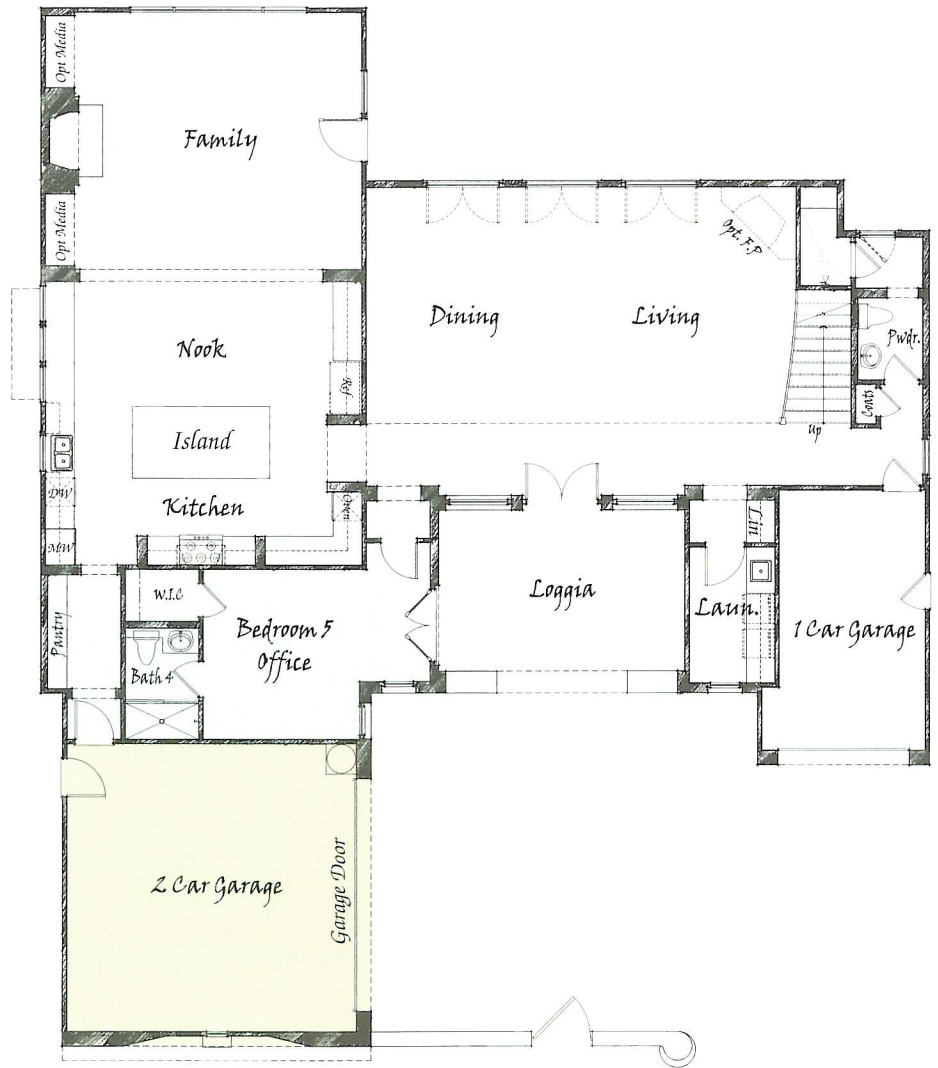 Opt Media
Family
Opt Media
Opt. F.P
Dining
Living
Nook
Ref
Pwdr.
Coats
up
Island
DW
Kitchen
Oven
MW
Lin
W.I.C
Loggia
Laun.
1 Car Garage
Pantry
Bedroom 5
Office
Bath 4
2 Car Garage
Garage Door